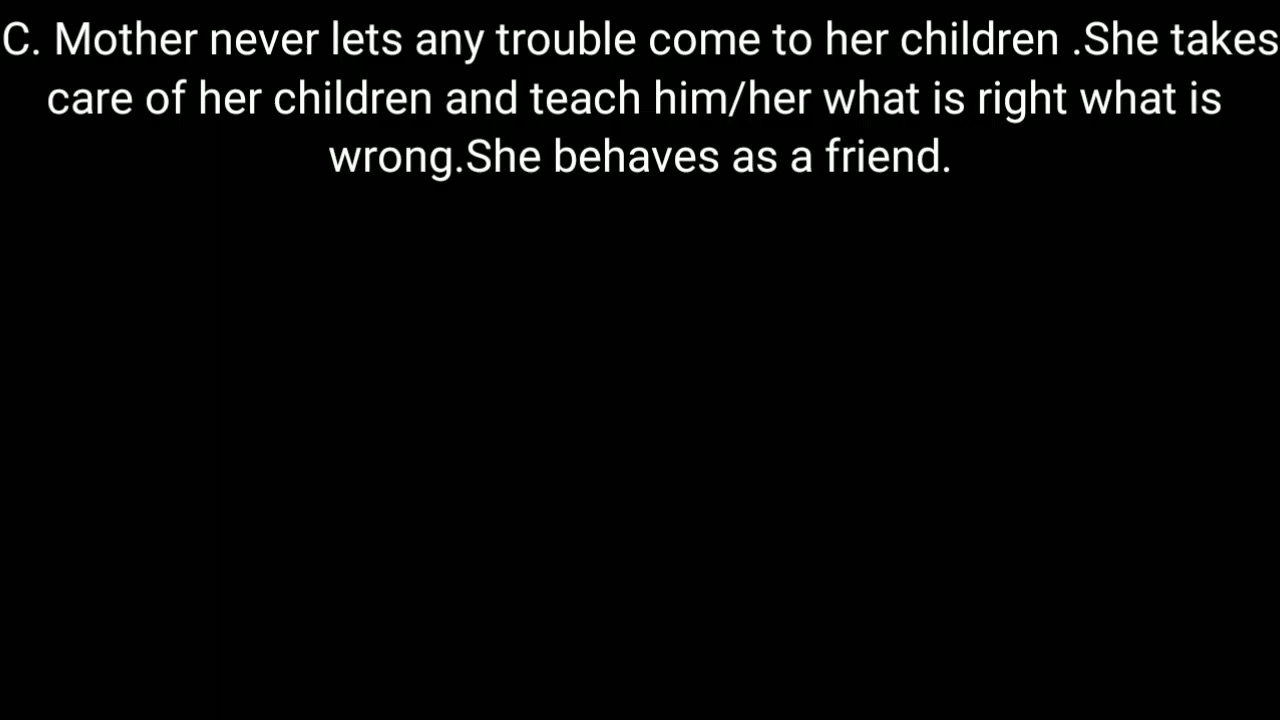 C. Mother never lets any trouble come to her children .She takes
care of her children and teach him/her what is right what is
wrong.She behaves as a friend.